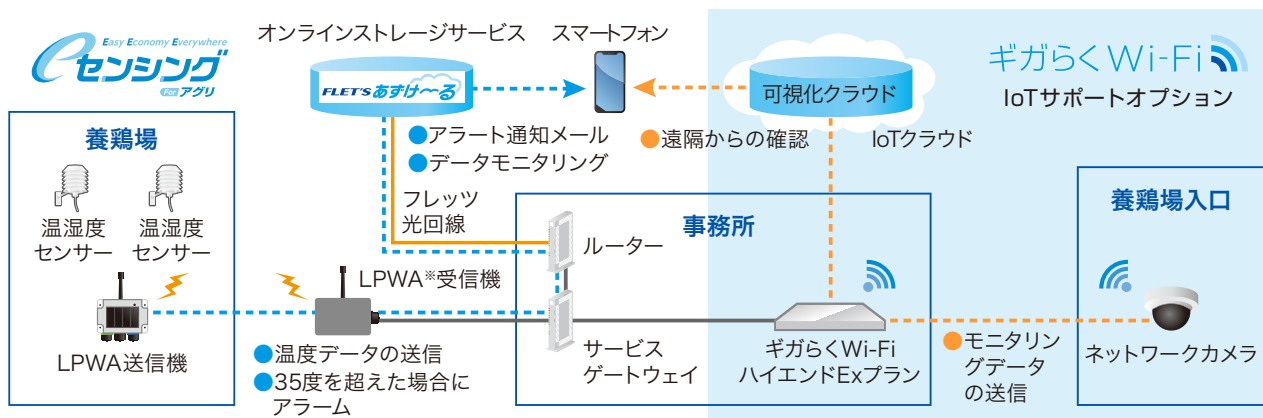 Easy Economy Everywhere
eセンシング
For アグリ
オンラインストレージサービス
スマートフォン
FLET'S あずけ～る
可視化クラウド
IoTクラウド
ギガらくWi-Fi
IoTサポートオプション
●アラート通知メール
●データモニタリング
●遠隔からの確認
養鶏場
温湿度
センサー
温湿度
センサー
LPWA送信機
フレッツ
光回線
LPWA※受信機
●温度データの送信
●35度を超えた場合に
アラーム
事務所
ルーター
サービス
ゲートウェイ
ギガらくWi-Fi
ハイエンドExプラン
●モニタリン
グデータ
の送信
養鶏場入口
ネットワークカメラ